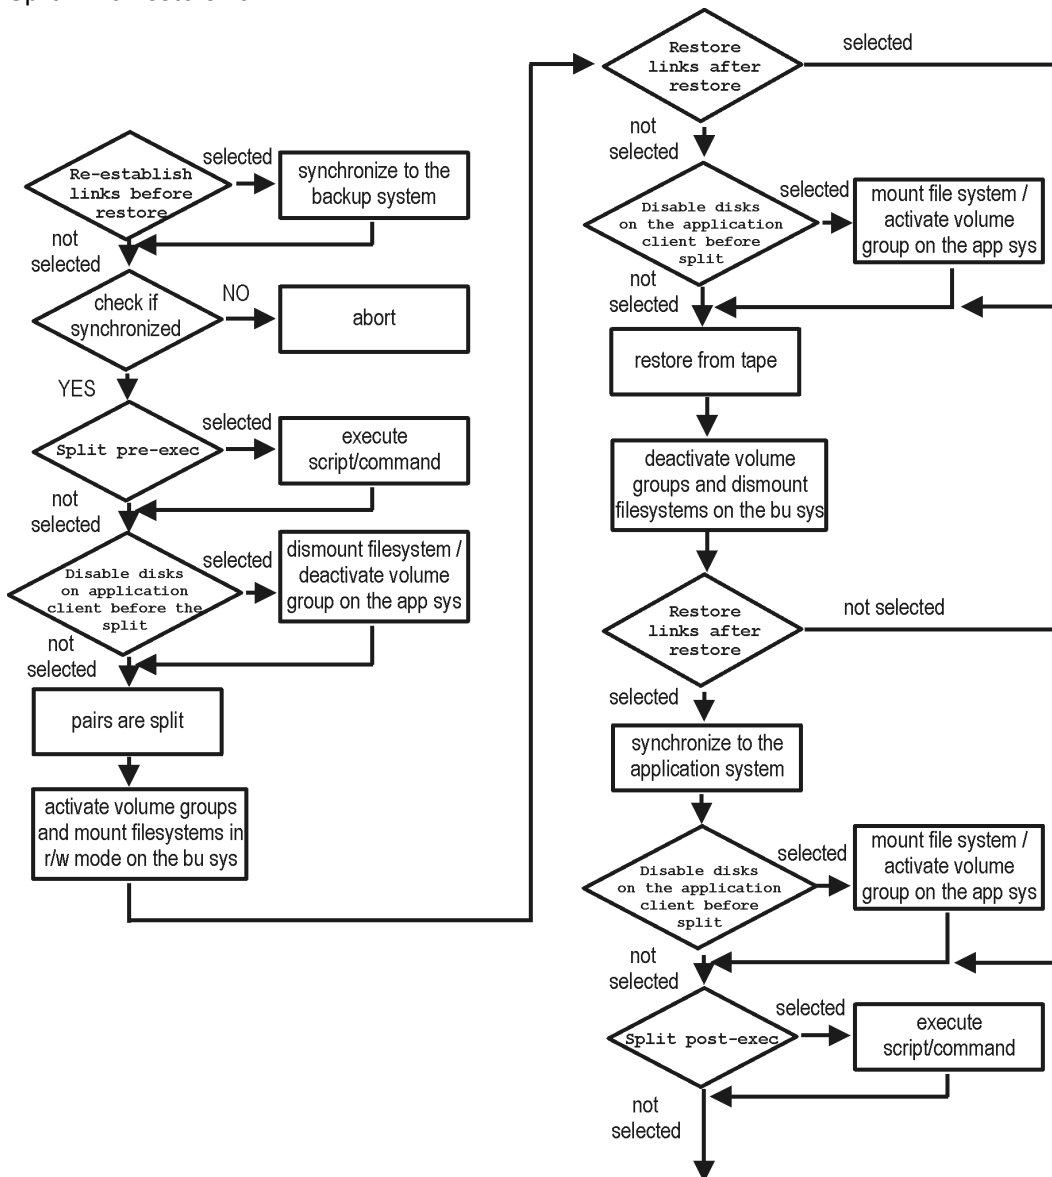 Re-establish
links before
restore
selected
synchronize to the
backup system
not
selected
check if
synchronized
NO
abort
YES
Split pre-exec
selected
execute
script/command
not
selected
Disable disks
on application
client before the
split
selected
dismount filesystem /
deactivate volume
group on the app sys
not
selected
pairs are split
activate volume groups
and mount filesystems in
r/w mode on the bu sys
Restore
links after
restore
selected
not
selected
Disable disks
on the application
client before
split
selected
mount file system /
activate volume
group on the app sys
not
selected
restore from tape
deactivate volume
groups and dismount
filesystems on the bu sys
Restore
links after
restore
not selected
selected
synchronize to the
application system
Disable disks
on the application
client before
split
selected
mount file system /
activate volume
group on the app sys
not
selected
Split post-exec
selected
execute
script/command
not
selected